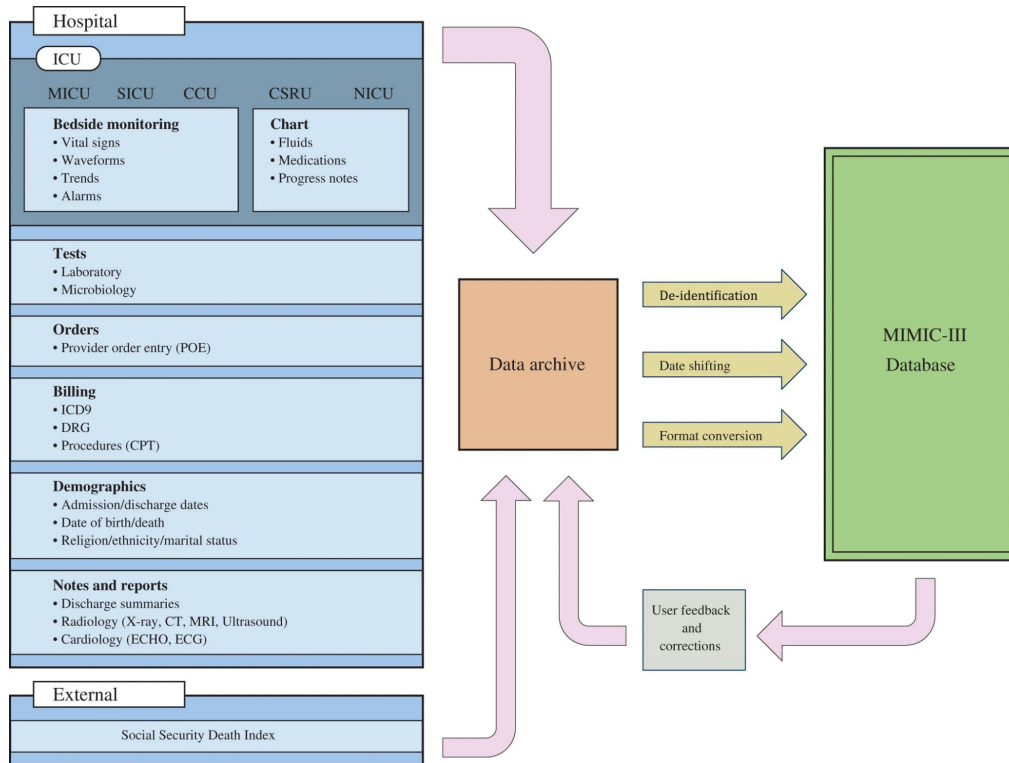 Hospital
ICU
MICU SICU CCU CSRU NICU
Bedside monitoring
• Vital signs
• Waveforms
• Trends
• Alarms
Chart
• Fluids
• Medications
• Progress notes
Tests
• Laboratory
• Microbiology
Orders
• Provider order entry (POE)
Billing
• ICD9
• DRG
• Procedures (CPT)
Demographics
• Admission/discharge dates
• Date of birth/death
• Religion/ethnicity/marital status
Notes and reports
• Discharge summaries
• Radiology (X-ray, CT, MRI, Ultrasound)
• Cardiology (ECHO, ECG)
External
Social Security Death Index
Data archive
De-identification
Date shifting
Format conversion
MIMIC-III
Database
User feedback
and
corrections